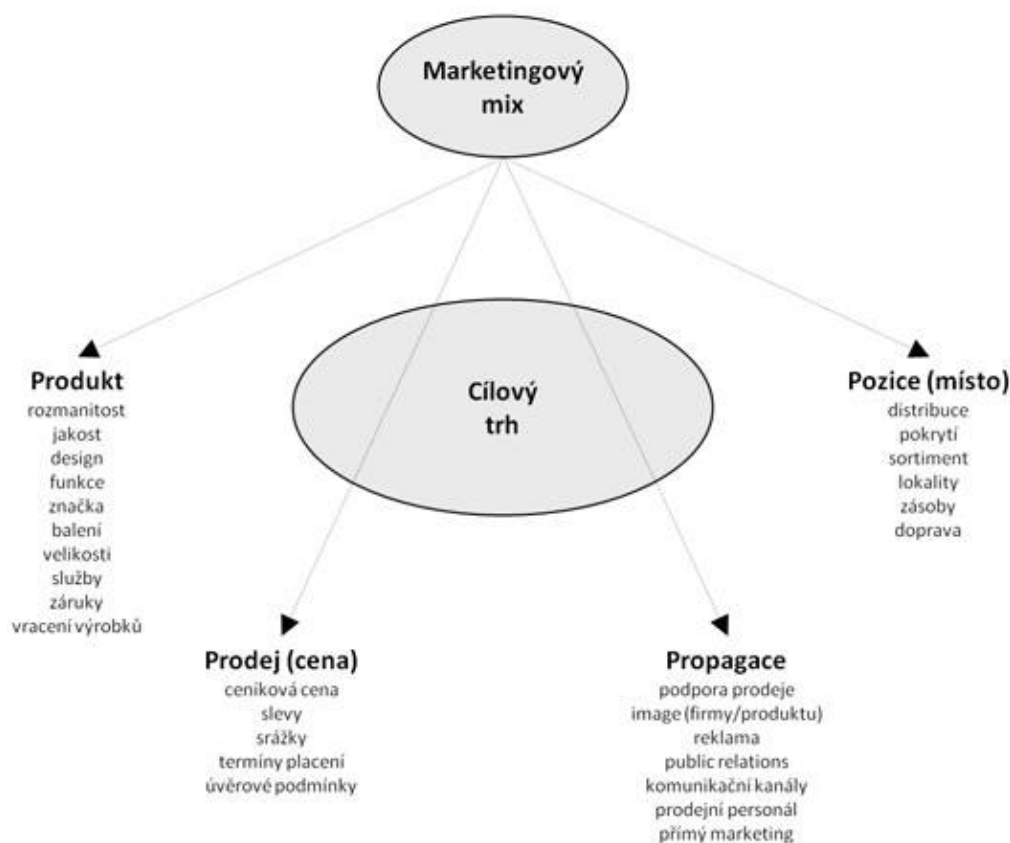 Marketingový
mix
Cílový
trh
Produkt
rozmanitost
jakost
design
funkce
značka
balení
velikosti
služby
záruky
vracení výrobků
Pozice (místo)
distribuce
pokrytí
sortiment
lokality
zásoby
doprava
Prodej (cena)
ceníková cena
slevy
srážky
termíny placení
úvěrové podmínky
Propagace
podpora prodeje
image (firmy/produktu)
reklama
public relations
komunikační kanály
prodejní personál
přímý marketing